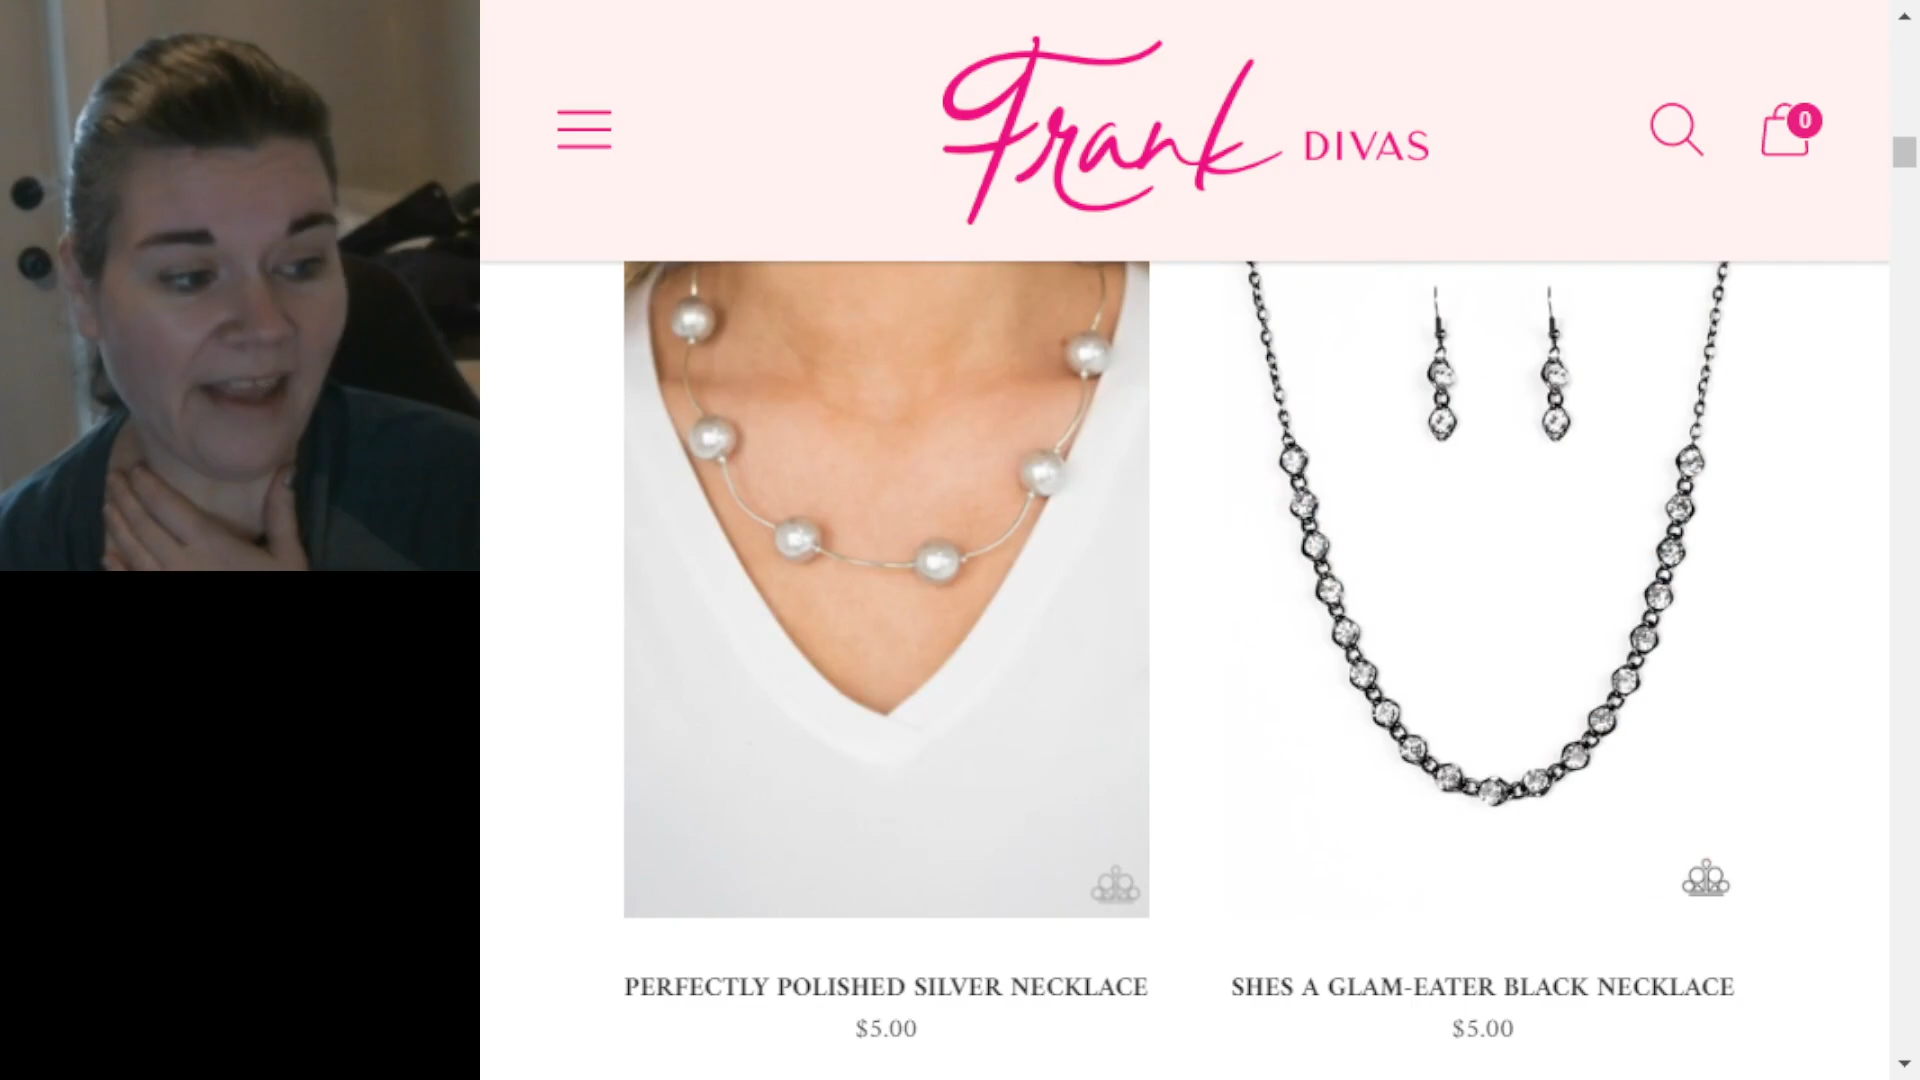 Frank DIVAS
0
PERFECTLY POLISHED SILVER NECKLACE
$5.00
SHES A GLAM-EATER BLACK NECKLACE
$5.00